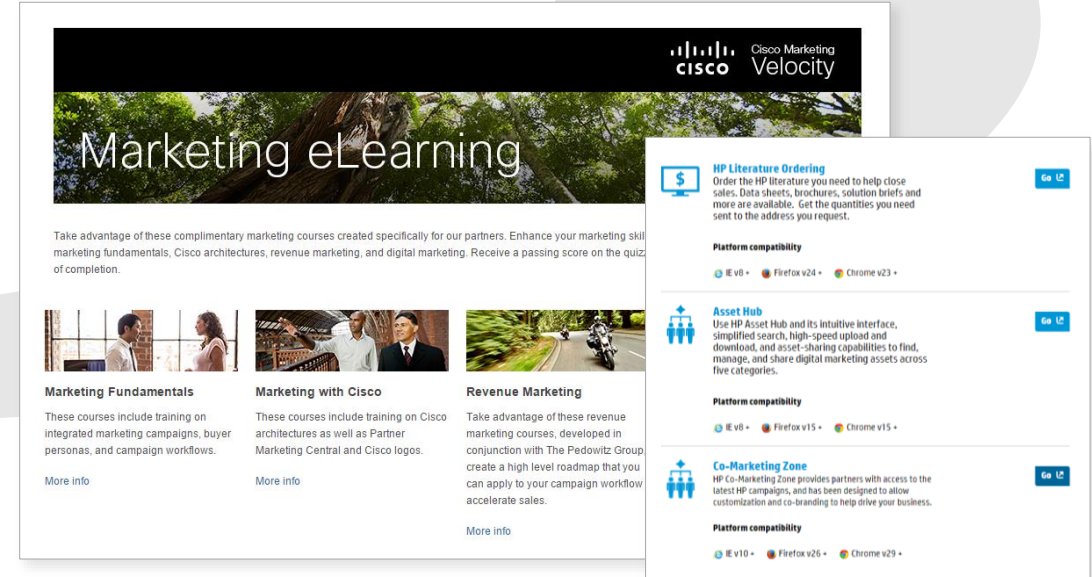 CISCO
Cisco Marketing
Velocity
Marketing eLearning
Take advantage of these complimentary marketing courses created specifically for our partners. Enhance your marketing skil
marketing fundamentals, Cisco architectures, revenue marketing, and digital marketing. Receive a passing score on the quiz
of completion.
Marketing Fundamentals
These courses include training on
integrated marketing campaigns, buyer
personas, and campaign workflows.
More info
Marketing with Cisco
These courses include training on Cisco
architectures as well as Partner
Marketing Central and Cisco logos.
More info
Revenue Marketing
Take advantage of these revenue
marketing courses, developed in
conjunction with The Pedowitz Group,
create a high level roadmap that you
can apply to your campaign workflow
accelerate sales.
More info
$
HP Literature Ordering
Go
Order the HP literature you need to help close
sales. Data sheets, brochures, solution briefs and
more are available. Get the quantities you need
sent to the address you request.
Platform compatibility
IE v8 + Firefox v24 + Chrome v23 +
Asset Hub
Go
Use HP Asset Hub and its intuitive interface,
simplified search, high-speed upload and
download, and asset-sharing capabilities to find,
manage, and share digital marketing assets across
five categories.
Platform compatibility
IE v8 + Firefox v15 + Chrome v15 +
Co-Marketing Zone
Go
HP Co-Marketing Zone provides partners with access to the
latest HP campaigns, and has been designed to allow
customization and co-branding to help drive your business.
Platform compatibility
IE v10 + Firefox v26 + Chrome v29 +